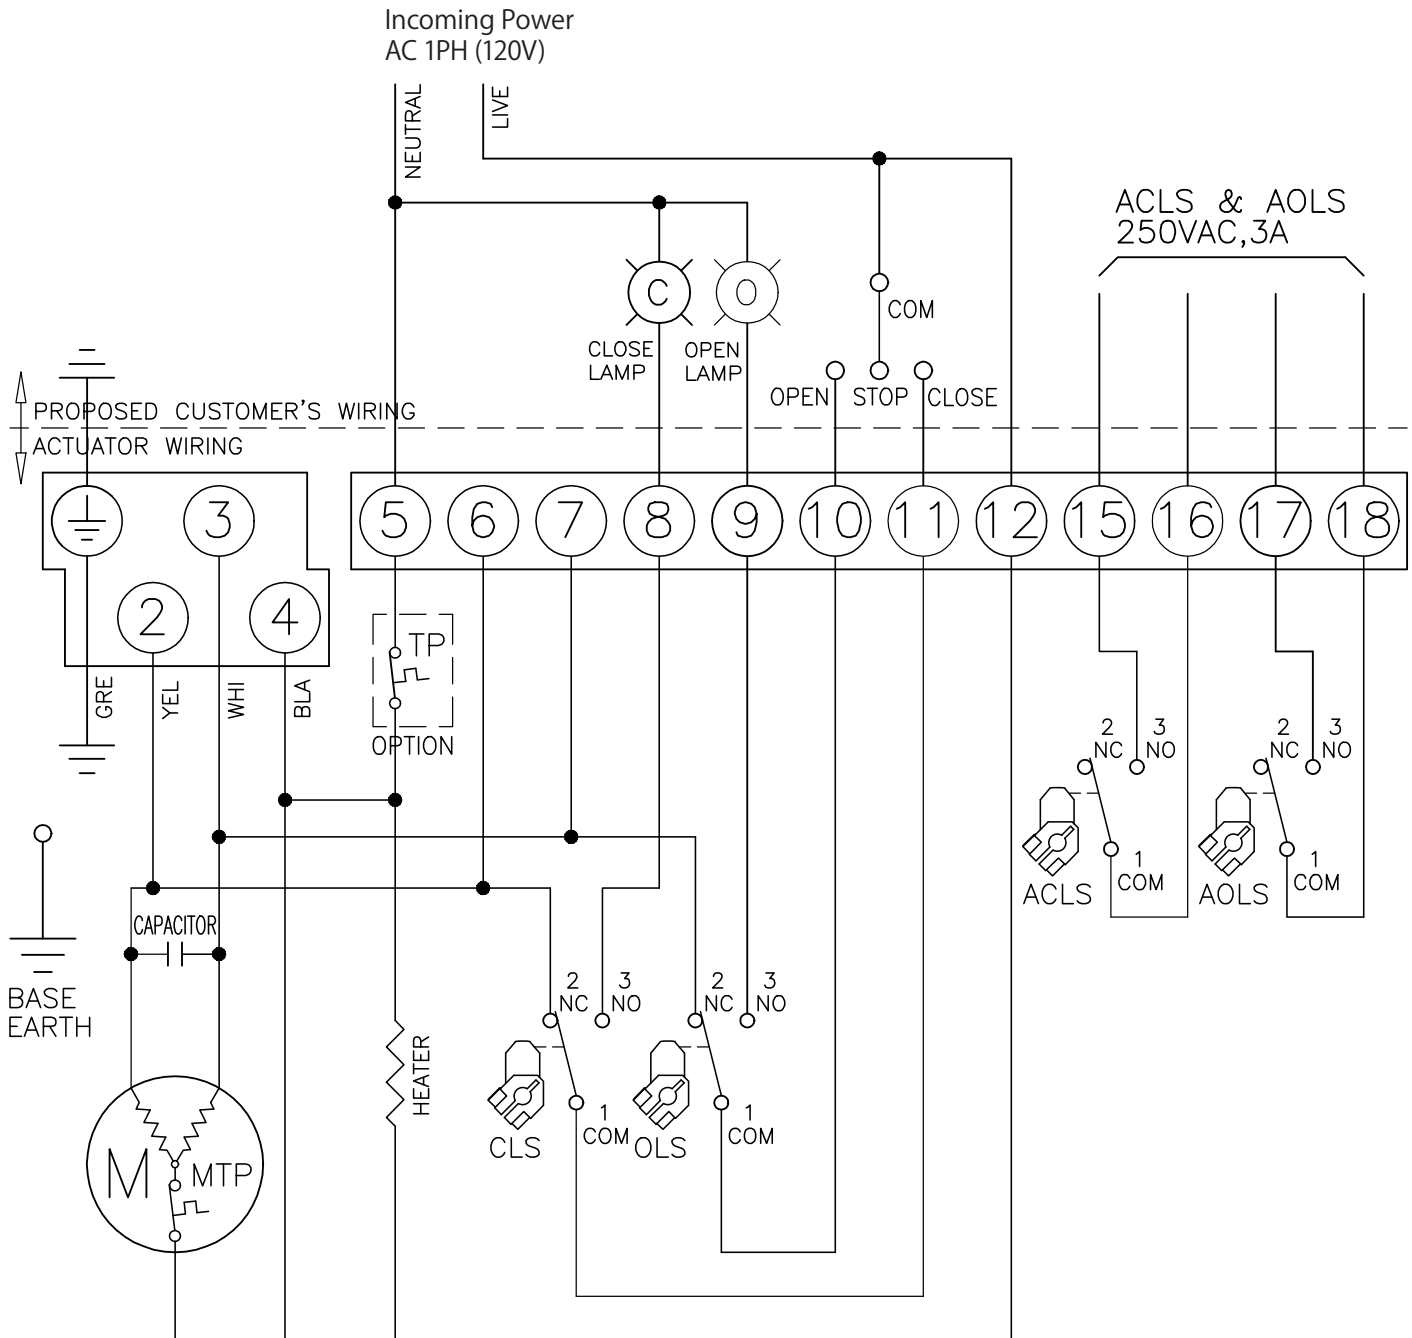 Incoming Power
AC 1PH (120V)
NEUTRAL
LIVE
ACLS & AOLS
250VAC,3A
C
O
COM
CLOSE
LAMP
OPEN
LAMP
OPEN
STOP
CLOSE
PROPOSED CUSTOMER'S WIRING
ACTUATOR WIRING
3
2
4
5
6
7
8
9
10
11
12
15
16
17
18
GRE
YEL
WHI
BLA
TP
OPTION
2
NC
3
NO
1
COM
ACLS
2
NC
3
NO
1
COM
AOLS
CAPACITOR
BASE
EARTH
HEATER
2
NC
3
NO
1
COM
CLS
2
NC
3
NO
1
COM
OLS
M
MTP